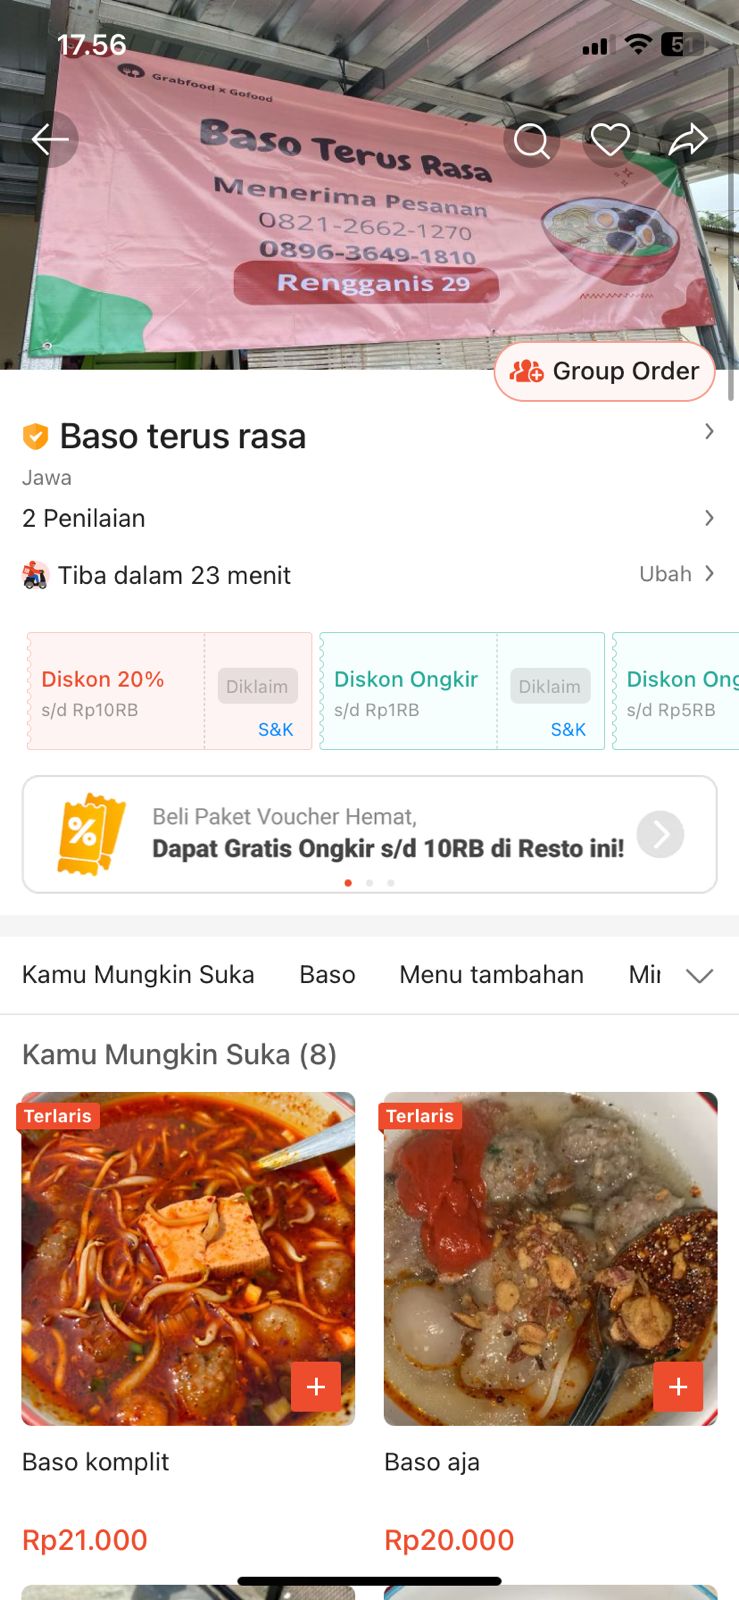 17.56
51
Grabfood x Gofood
Baso Terus Rasa
Menerima Pesanan
0821-2662-1270
0896-3649-1810
Rengganis 29
Group Order
Baso terus rasa
Jawa
2 Penilaian
Tiba dalam 23 menit
Ubah
Diskon 20%
s/d Rp10RB
Diklaim
S&K
Diskon Ongkir
s/d Rp1RB
Diklaim
S&K
Diskon Ong
s/d Rp5RB
%
Beli Paket Voucher Hemat,
Dapat Gratis Ongkir s/d 10RB di Resto ini!
Kamu Mungkin Suka Baso Menu tambahan Mir
Kamu Mungkin Suka (8)
Terlaris
Terlaris
Baso komplit
Baso aja
Rp21.000
Rp20.000